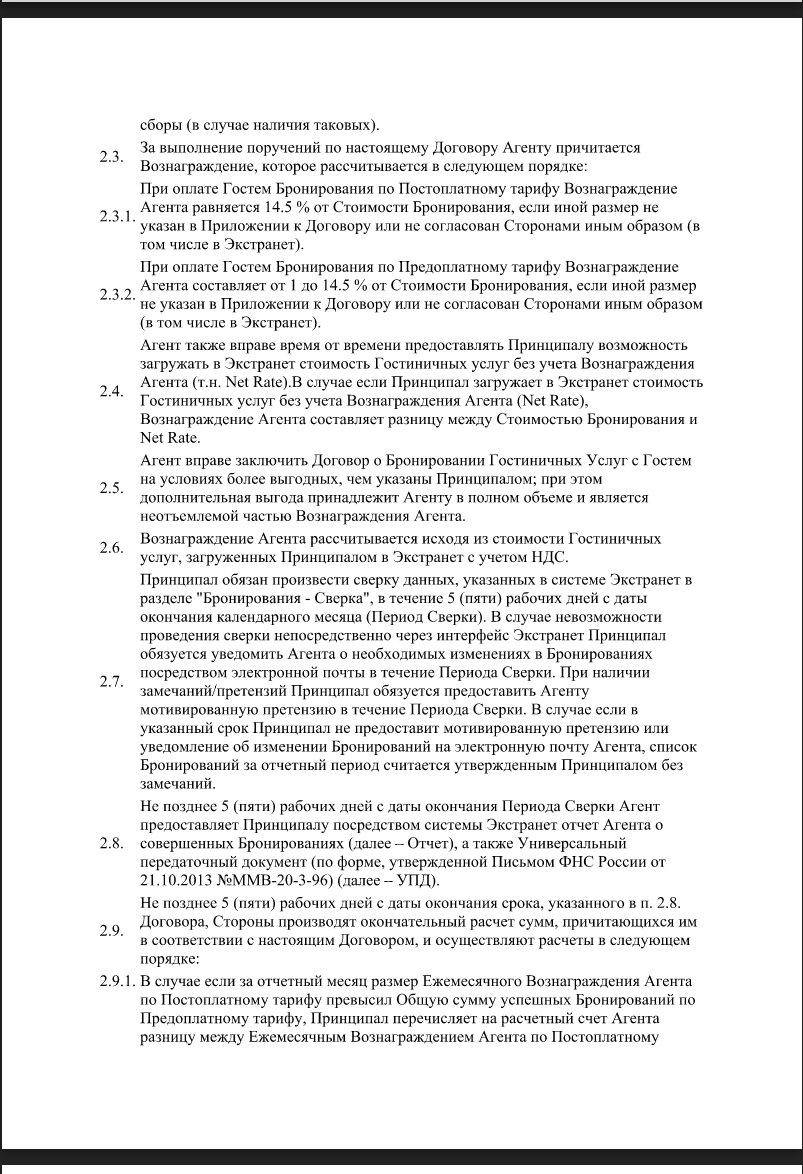 сборы (в случае наличия таковых).
2.3. За выполнение поручений по настоящему Договору Агенту причитается
Вознаграждение, которое рассчитывается в следующем порядке:
При оплате Гостем Бронирования по Постоплатному тарифу Вознаграждение
Агента равняется 14.5 % от Стоимости Бронирования, если иной размер не
2.3.1. указан в Приложении к Договору или не согласован Сторонами иным образом (в
том числе в Экстранет).
При оплате Гостем Бронирования по Предоплатному тарифу Вознаграждение
Агента составляет от 1 до 14.5 % от Стоимости Бронирования, если иной размер
2.3.2. не указан в Приложении к Договору или не согласован Сторонами иным образом
(в том числе в Экстранет).
Агент также вправе время от времени предоставлять Принципалу возможность
загружать в Экстранет стоимость Гостиничных услуг без учета Вознаграждения
Агента (т.н. Net Rate).В случае если Принципал загружает в Экстранет стоимость
2.4. Гостиничных услуг без учета Вознаграждения Агента (Net Rate),
Вознаграждение Агента составляет разницу между Стоимостью Бронирования и
Net Rate.
Агент вправе заключить Договор о Бронировании Гостиничных Услуг с Гостем
на условиях более выгодных, чем указаны Принципалом; при этом
2.5. дополнительная выгода принадлежит Агенту в полном объеме и является
неотъемлемой частью Вознаграждения Агента.
2.6. Вознаграждение Агента рассчитывается исходя из стоимости Гостиничных
услуг, загруженных Принципалом в Экстранет с учетом НДС.
Принципал обязан произвести сверку данных, указанных в системе Экстранет в
разделе "Бронирования - Сверка", в течение 5 (пяти) рабочих дней с даты
окончания календарного месяца (Период Сверки). В случае невозможности
проведения сверки непосредственно через интерфейс Экстранет Принципал
обязуется уведомить Агента о необходимых изменениях в Бронированиях
посредством электронной почты в течение Периода Сверки. При наличии
2.7. замечаний/претензий Принципал обязуется предоставить Агенту
мотивированную претензию в течение Периода Сверки. В случае если в
указанный срок Принципал не предоставит мотивированную претензию или
уведомление об изменении Бронирований на электронную почту Агента, список
Бронирований за отчетный период считается утвержденным Принципалом без
замечаний.
Не позднее 5 (пяти) рабочих дней с даты окончания Периода Сверки Агент
предоставляет Принципалу посредством системы Экстранет отчет Агента о
2.8. совершенных Бронированиях (далее – Отчет), а также Универсальный
передаточный документ (по форме, утвержденной Письмом ФНС России от
21.10.2013 №ММВ-20-3-96) (далее – УПД).
Не позднее 5 (пяти) рабочих дней с даты окончания срока, указанного в п. 2.8.
2.9. Договора, Стороны производят окончательный расчет сумм, причитающихся им
в соответствии с настоящим Договором, и осуществляют расчеты в следующем
порядке:
2.9.1. В случае если за отчетный месяц размер Ежемесячного Вознаграждения Агента
по Постоплатному тарифу превысил Общую сумму успешных Бронирований по
Предоплатному тарифу, Принципал перечисляет на расчетный счет Агента
разницу между Ежемесячным Вознаграждением Агента по Постоплатному